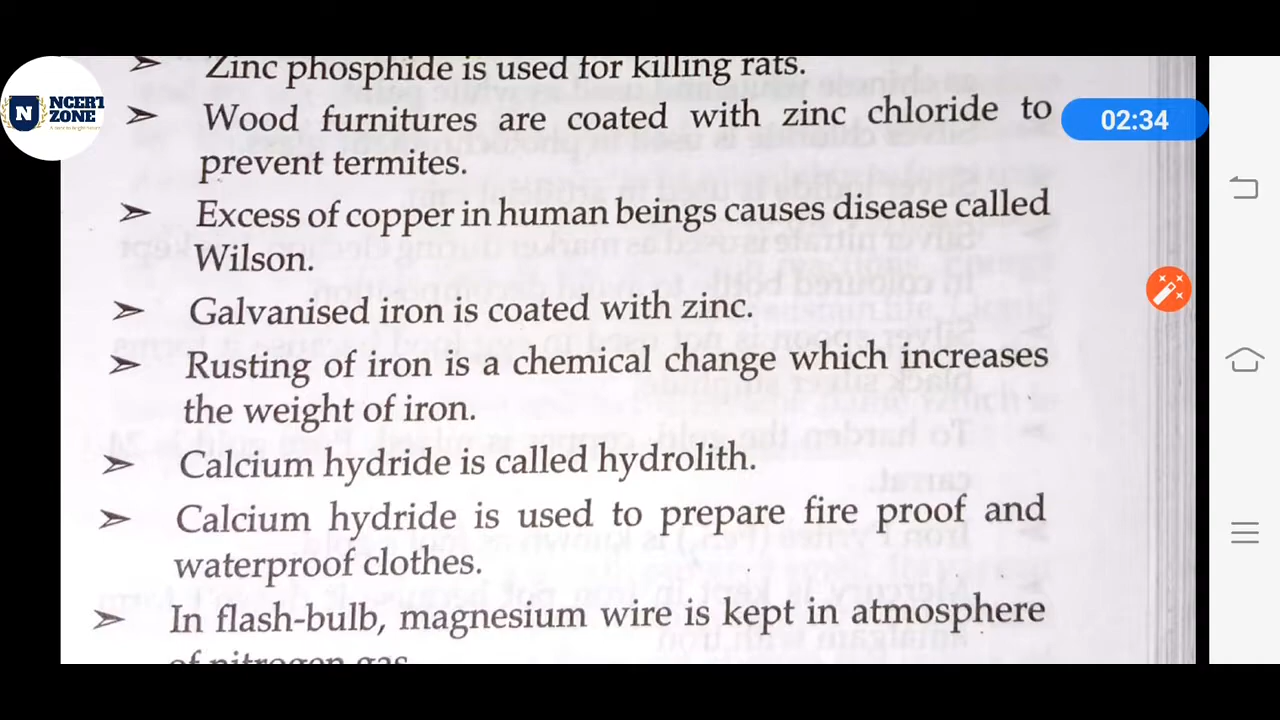 Zinc phosphide is used for killing rats.
NCERT
ZONE
N
➤ Wood furnitures are coated with zinc chloride to
02:34
prevent termites.
➤ Excess of copper in human beings causes disease called
Wilson.
➤ Galvanised iron is coated with zinc.
➤ Rusting of iron is a chemical change which increases
the weight of iron.
➤ Calcium hydride is called hydrolith.
➤ Calcium hydride is used to prepare fire proof and
waterproof clothes.
➤ In flash-bulb, magnesium wire is kept in atmosphere
of nitrogen gas